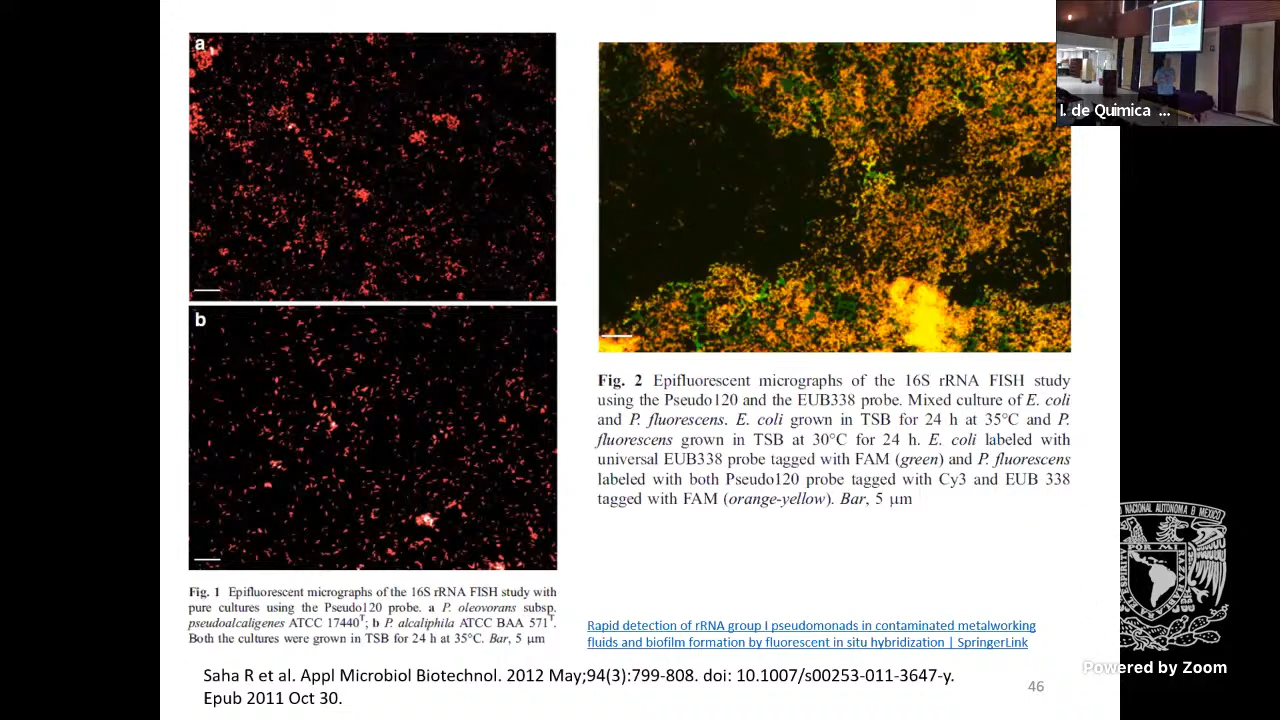 a
b
Fig. 1 Epifluorescent micrographs of the 16S rRNA FISH study with
pure cultures using the Pseudo120 probe. a P. oleovorans subsp.
pseudoalcaligenes ATCC 17440T; b P. alcaliphila ATCC BAA 571T.
Both the cultures were grown in TSB for 24 h at 35°C. Bar, 5 μm
Fig. 2 Epifluorescent micrographs of the 16S rRNA FISH study
using the Pseudo120 and the EUB338 probe. Mixed culture of E. coli
and P. fluorescens. E. coli grown in TSB for 24 h at 35°C and P.
fluorescens grown in TSB at 30°C for 24 h. E. coli labeled with
universal EUB338 probe tagged with FAM (green) and P. fluorescens
labeled with both Pseudo120 probe tagged with Cy3 and EUB 338
tagged with FAM (orange-yellow). Bar, 5 μm
Rapid detection of rRNA group I pseudomonads in contaminated metalworking
fluids and biofilm formation by fluorescent in situ hybridization | SpringerLink
Saha R et al. Appl Microbiol Biotechnol. 2012 May;94(3):799-808. doi: 10.1007/s00253-011-3647-y.
Epub 2011 Oct 30.
46
I. de Quimica ...
NACIONAL AUTONOMA
POR MI
Powered by Zoom